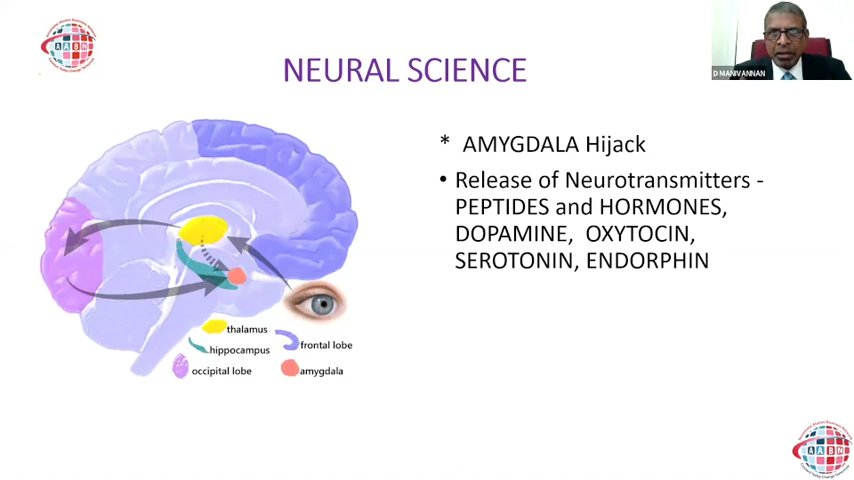 AABN
NEURAL SCIENCE
D MANIVANNAN
* AMYGDALA Hijack
• Release of Neurotransmitters -
PEPTIDES and HORMONES,
DOPAMINE, OXYTOCIN,
SEROTONIN, ENDORPHIN
thalamus
frontal lobe
hippocampus
occipital lobe
amygdala
AABN